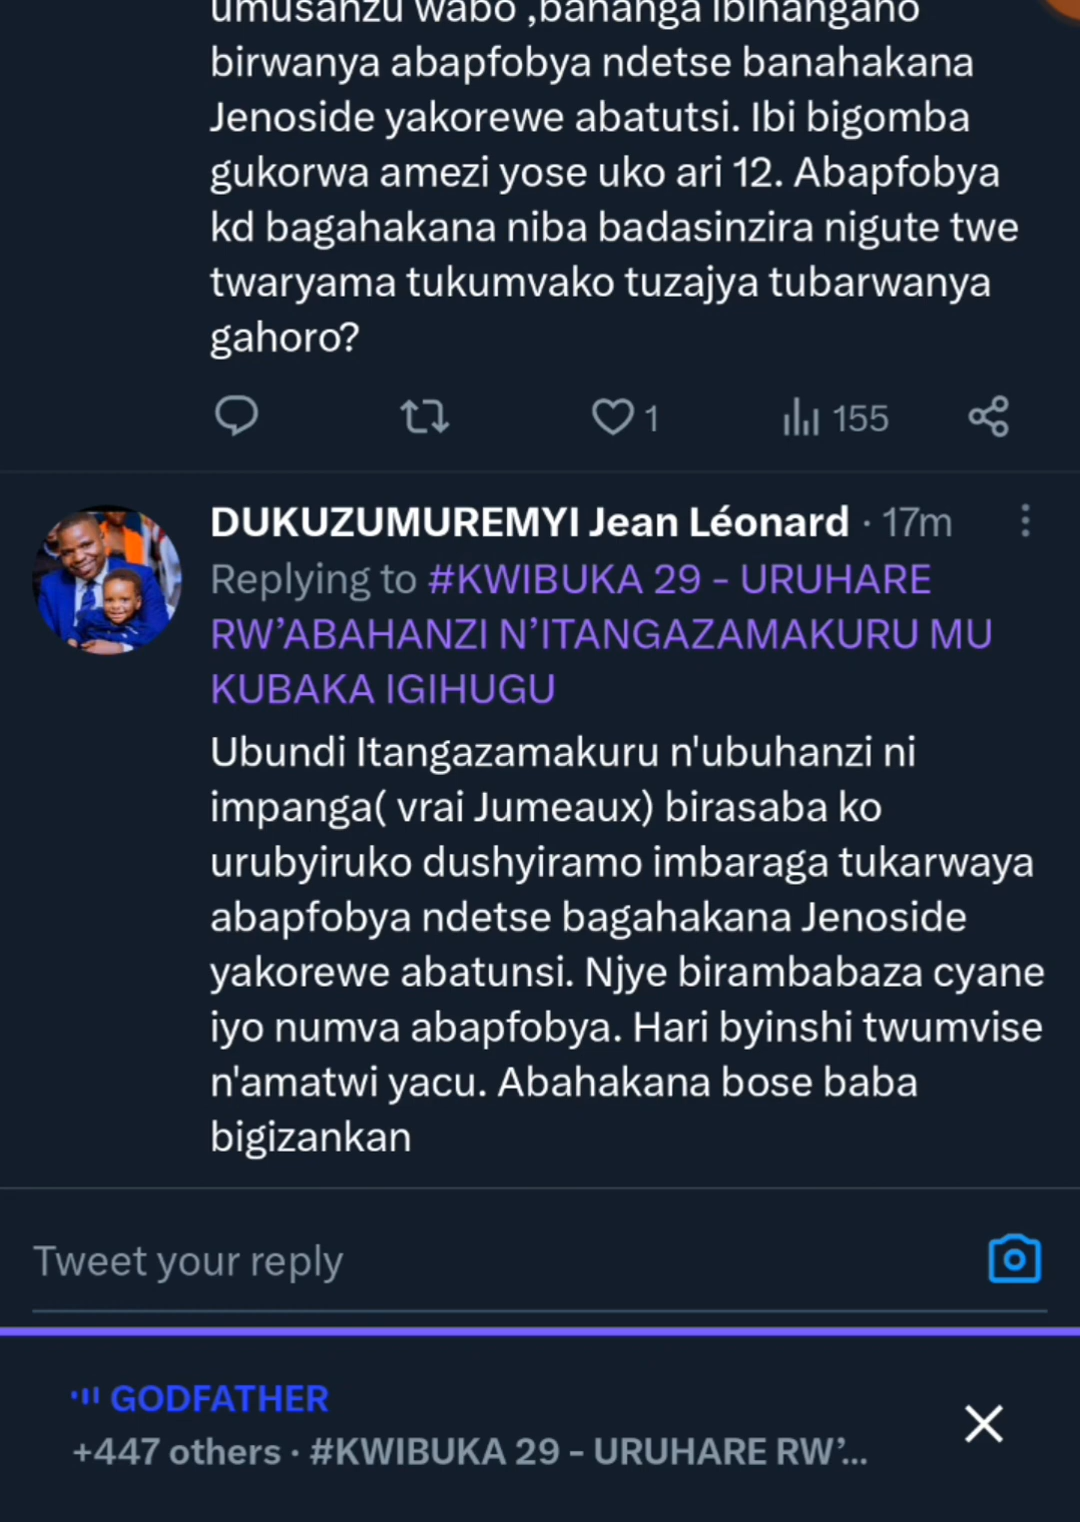 umusanzu wabo ,bahanga ibihangano
birwanya abapfobya ndetse banahakana
Jenoside yakorewe abatutsi. Ibi bigomba
gukorwa amezi yose uko ari 12. Abapfobya
kd bagahakana niba badasinzira nigute twe
twaryama tukumvako tuzajya tubarwanya
gahoro?
1
155
DUKUZUMUREMYI Jean Léonard · 17m
Replying to #KWIBUKA 29 - URUHARE
RW’ABAHANZI N’ITANGAZAMAKURU MU
KUBAKA IGIHUGU
Ubundi Itangazamakuru n'ubuhanzi ni
impanga( vrai Jumeaux) birasaba ko
urubyiruko dushyiramo imbaraga tukarwaya
abapfobya ndetse bagahakana Jenoside
yakorewe abatunsi. Njye birambabaza cyane
iyo numva abapfobya. Hari byinshi twumvise
n'amatwi yacu. Abahakana bose baba
bigizankan
Tweet your reply
GODFATHER
+447 others · #KWIBUKA 29 - URUHARE RW’...